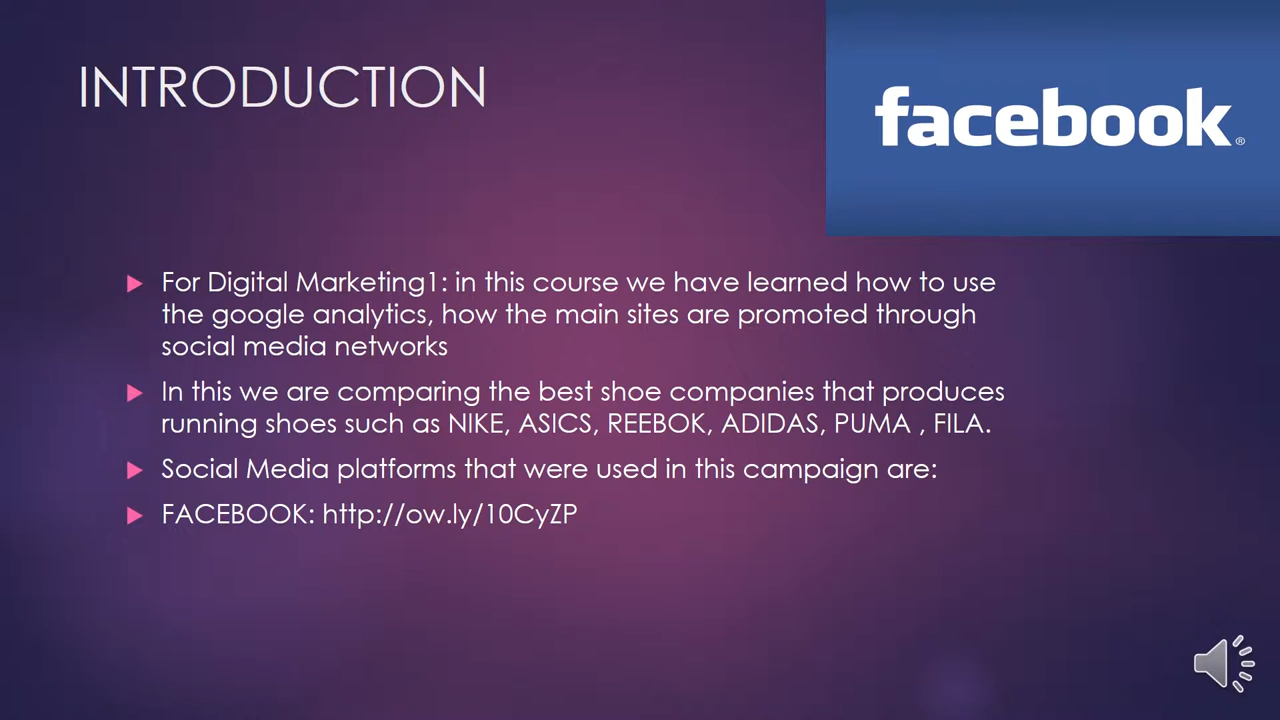 INTRODUCTION
facebook®
For Digital Marketing1: in this course we have learned how to use
the google analytics, how the main sites are promoted through
social media networks
In this we are comparing the best shoe companies that produces
running shoes such as NIKE, ASICS, REEBOK, ADIDAS, PUMA , FILA.
Social Media platforms that were used in this campaign are:
FACEBOOK: http://ow.ly/10CyZP